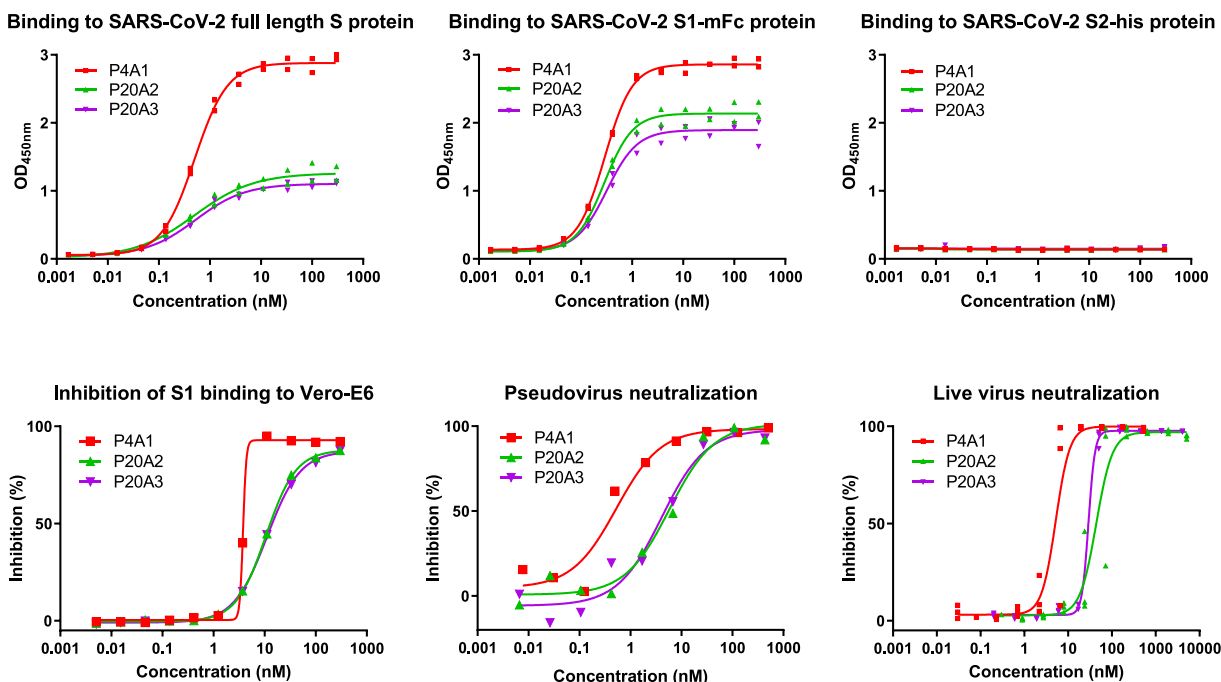 Binding to SARS-CoV-2 full length S protein
3
2
1
0
OD450nm
P4A1
P20A2
P20A3
0.001 0.01 0.1 1 10 100 1000
Concentration (nM)
Binding to SARS-CoV-2 S1-mFc protein
3
2
1
0
OD450nm
P4A1
P20A2
P20A3
0.001 0.01 0.1 1 10 100 1000
Concentration (nM)
Binding to SARS-CoV-2 S2-his protein
3
2
1
0
OD450nm
P4A1
P20A2
P20A3
0.001 0.01 0.1 1 10 100 1000
Concentration (nM)
Inhibition of S1 binding to Vero-E6
100
50
0
Inhibition (%)
P4A1
P20A2
P20A3
0.001 0.01 0.1 1 10 100 1000
Concentration (nM)
Pseudovirus neutralization
100
50
0
Inhibition (%)
P4A1
P20A2
P20A3
0.001 0.01 0.1 1 10 100 1000
Concentration (nM)
Live virus neutralization
100
50
0
Inhibition (%)
P4A1
P20A2
P20A3
0.001 0.01 0.1 1 10 100 1000 10000
Concentration (nM)